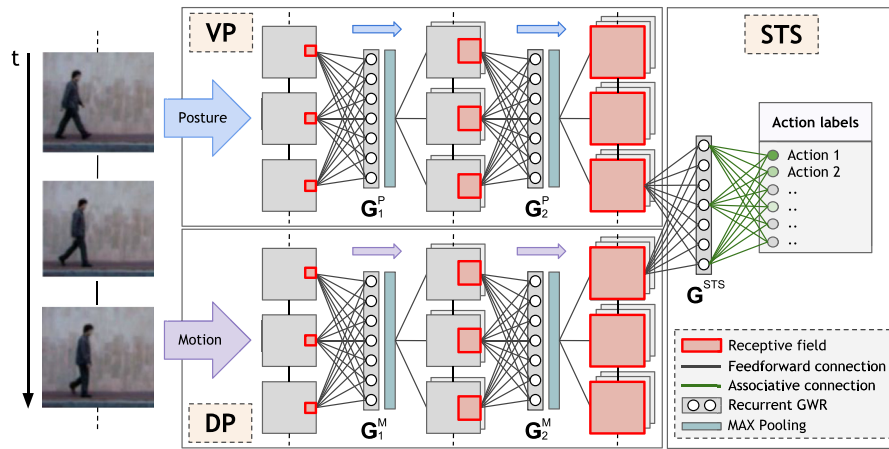 t
VP
Posture
G₁ᴾ
G₂ᴾ
DP
Motion
G₁ᴹ
G₂ᴹ
STS
Action labels
Action 1
Action 2
..
..
..
..
Gˢᵀˢ
Receptive field
Feedforward connection
Associative connection
Recurrent GWR
MAX Pooling